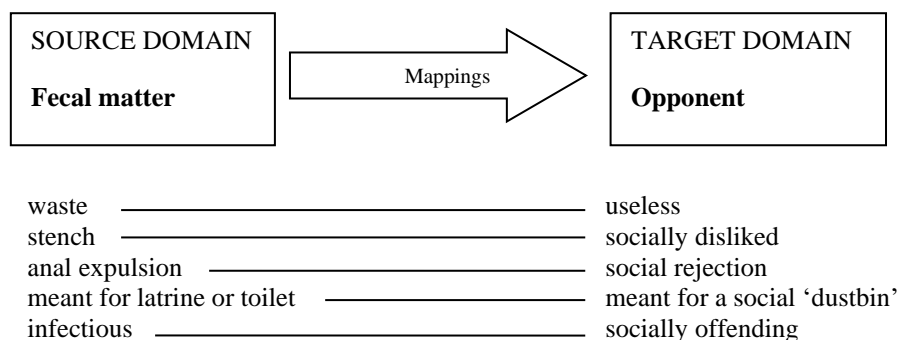 SOURCE DOMAIN
Fecal matter
Mappings
TARGET DOMAIN
Opponent
waste useless
stench socially disliked
anal expulsion social rejection
meant for latrine or toilet meant for a social ‘dustbin’
infectious socially offending